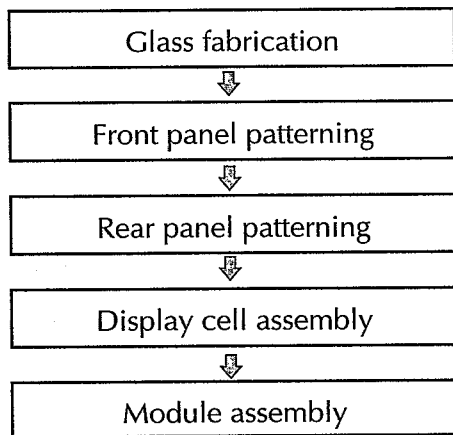 Glass fabrication
Front panel patterning
Rear panel patterning
Display cell assembly
Module assembly